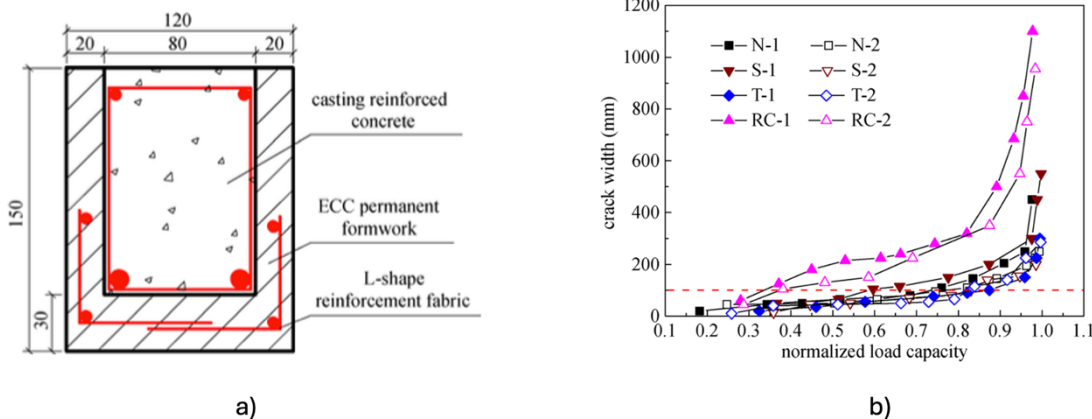 120
20
80
20
casting reinforced
concrete
ECC permanent
formwork
L-shape
reinforcement fabric
150
30
a)
crack width (mm)
1200
1000
800
600
400
200
0
N-1
N-2
S-1
S-2
T-1
T-2
RC-1
RC-2
0.1 0.2 0.3 0.4 0.5 0.6 0.7 0.8 0.9 1.0 1.1
normalized load capacity
b)